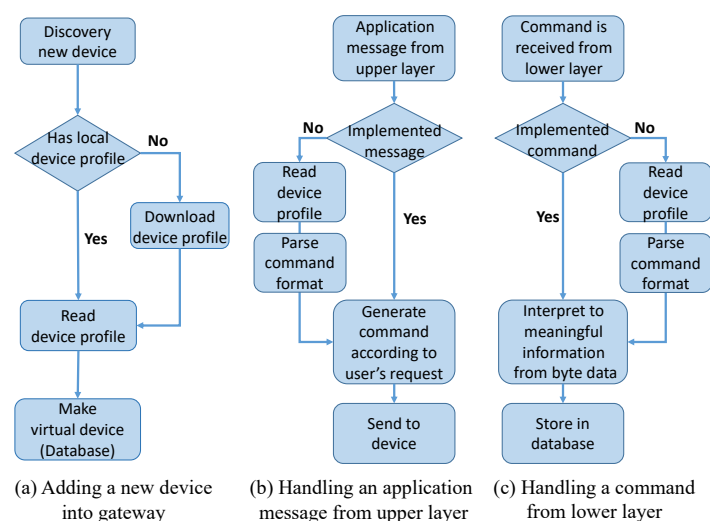 Discovery
new device
Has local
device profile
No
Yes
Download
device profile
Read
device profile
Make
virtual device
(Database)
(a) Adding a new device
into gateway
Application
message from
upper layer
Implemented
message
No
Yes
Read
device
profile
Parse
command
format
Generate
command
according to
user's request
Send to
device
(b) Handling an application
message from upper layer
Command is
received from
lower layer
Implemented
command
No
Yes
Read
device
profile
Parse
command
format
Interpret to
meaningful
information
from byte data
Store in
database
(c) Handling a command
from lower layer